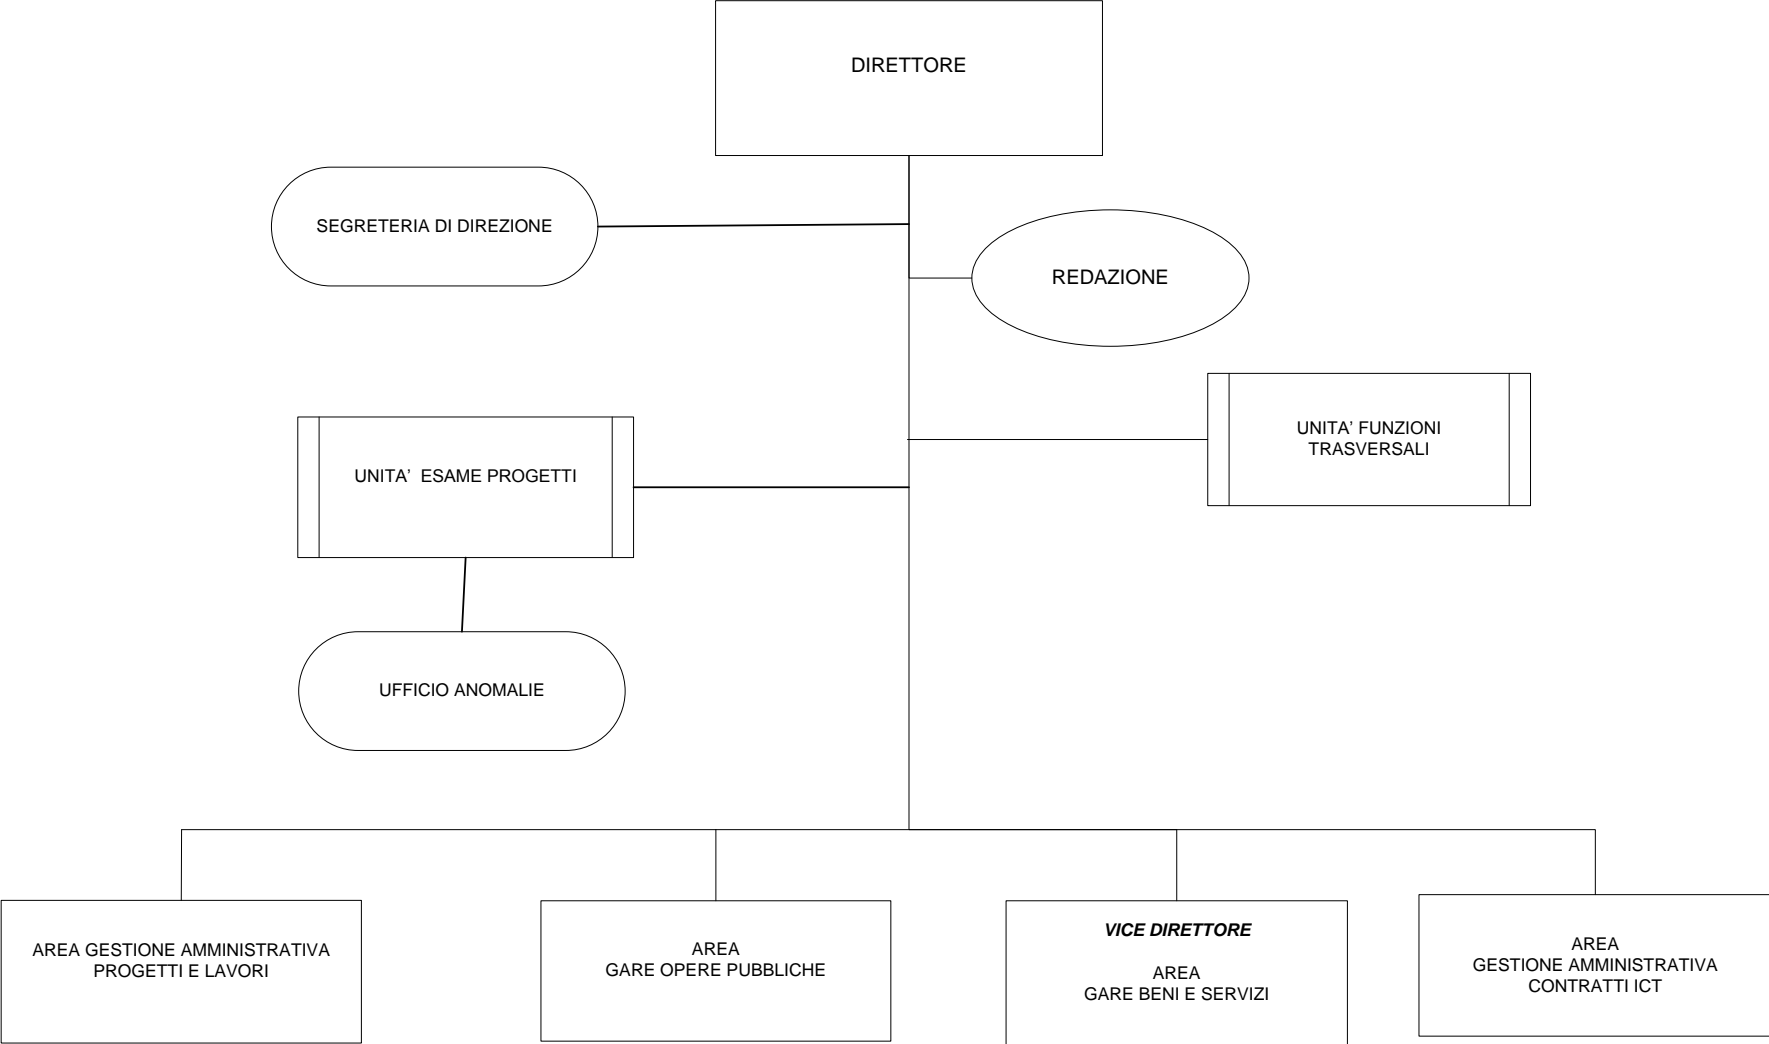 DIRETTORE
SEGRETERIA DI DIREZIONE
REDAZIONE
UNITA’ FUNZIONI
TRASVERSALI
UNITA’ ESAME PROGETTI
UFFICIO ANOMALIE
AREA GESTIONE AMMINISTRATIVA
PROGETTI E LAVORI
AREA
GARE OPERE PUBBLICHE
VICE DIRETTORE
AREA
GARE BENI E SERVIZI
AREA
GESTIONE AMMINISTRATIVA
CONTRATTI ICT